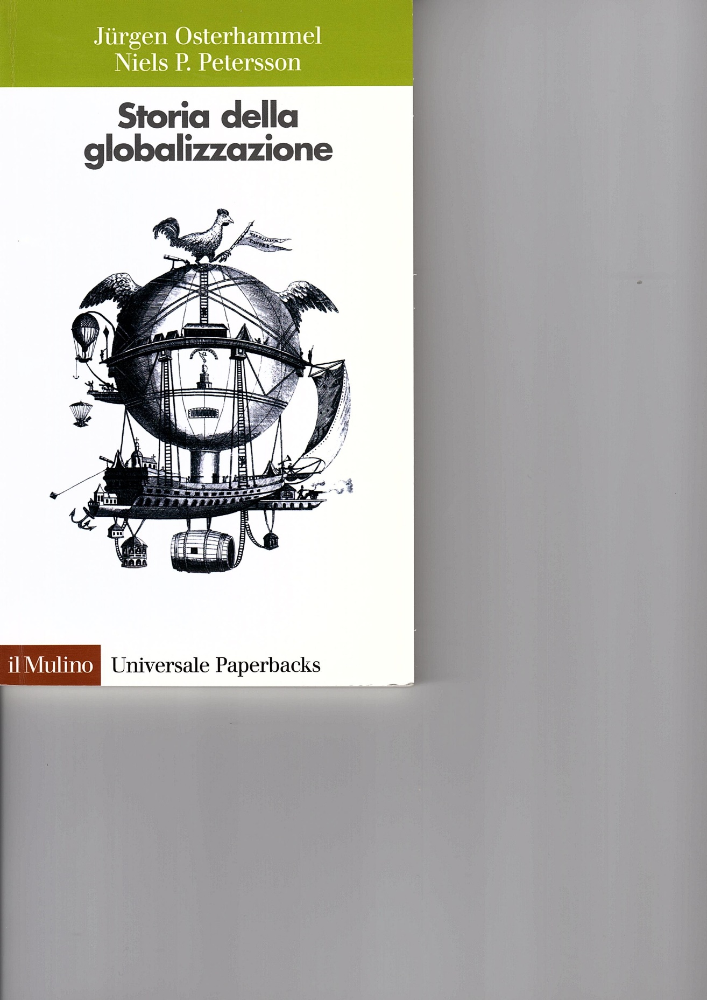 Jürgen Osterhammel
Niels P. Petersson
Storia della
globalizzazione
il Mulino
Universale Paperbacks